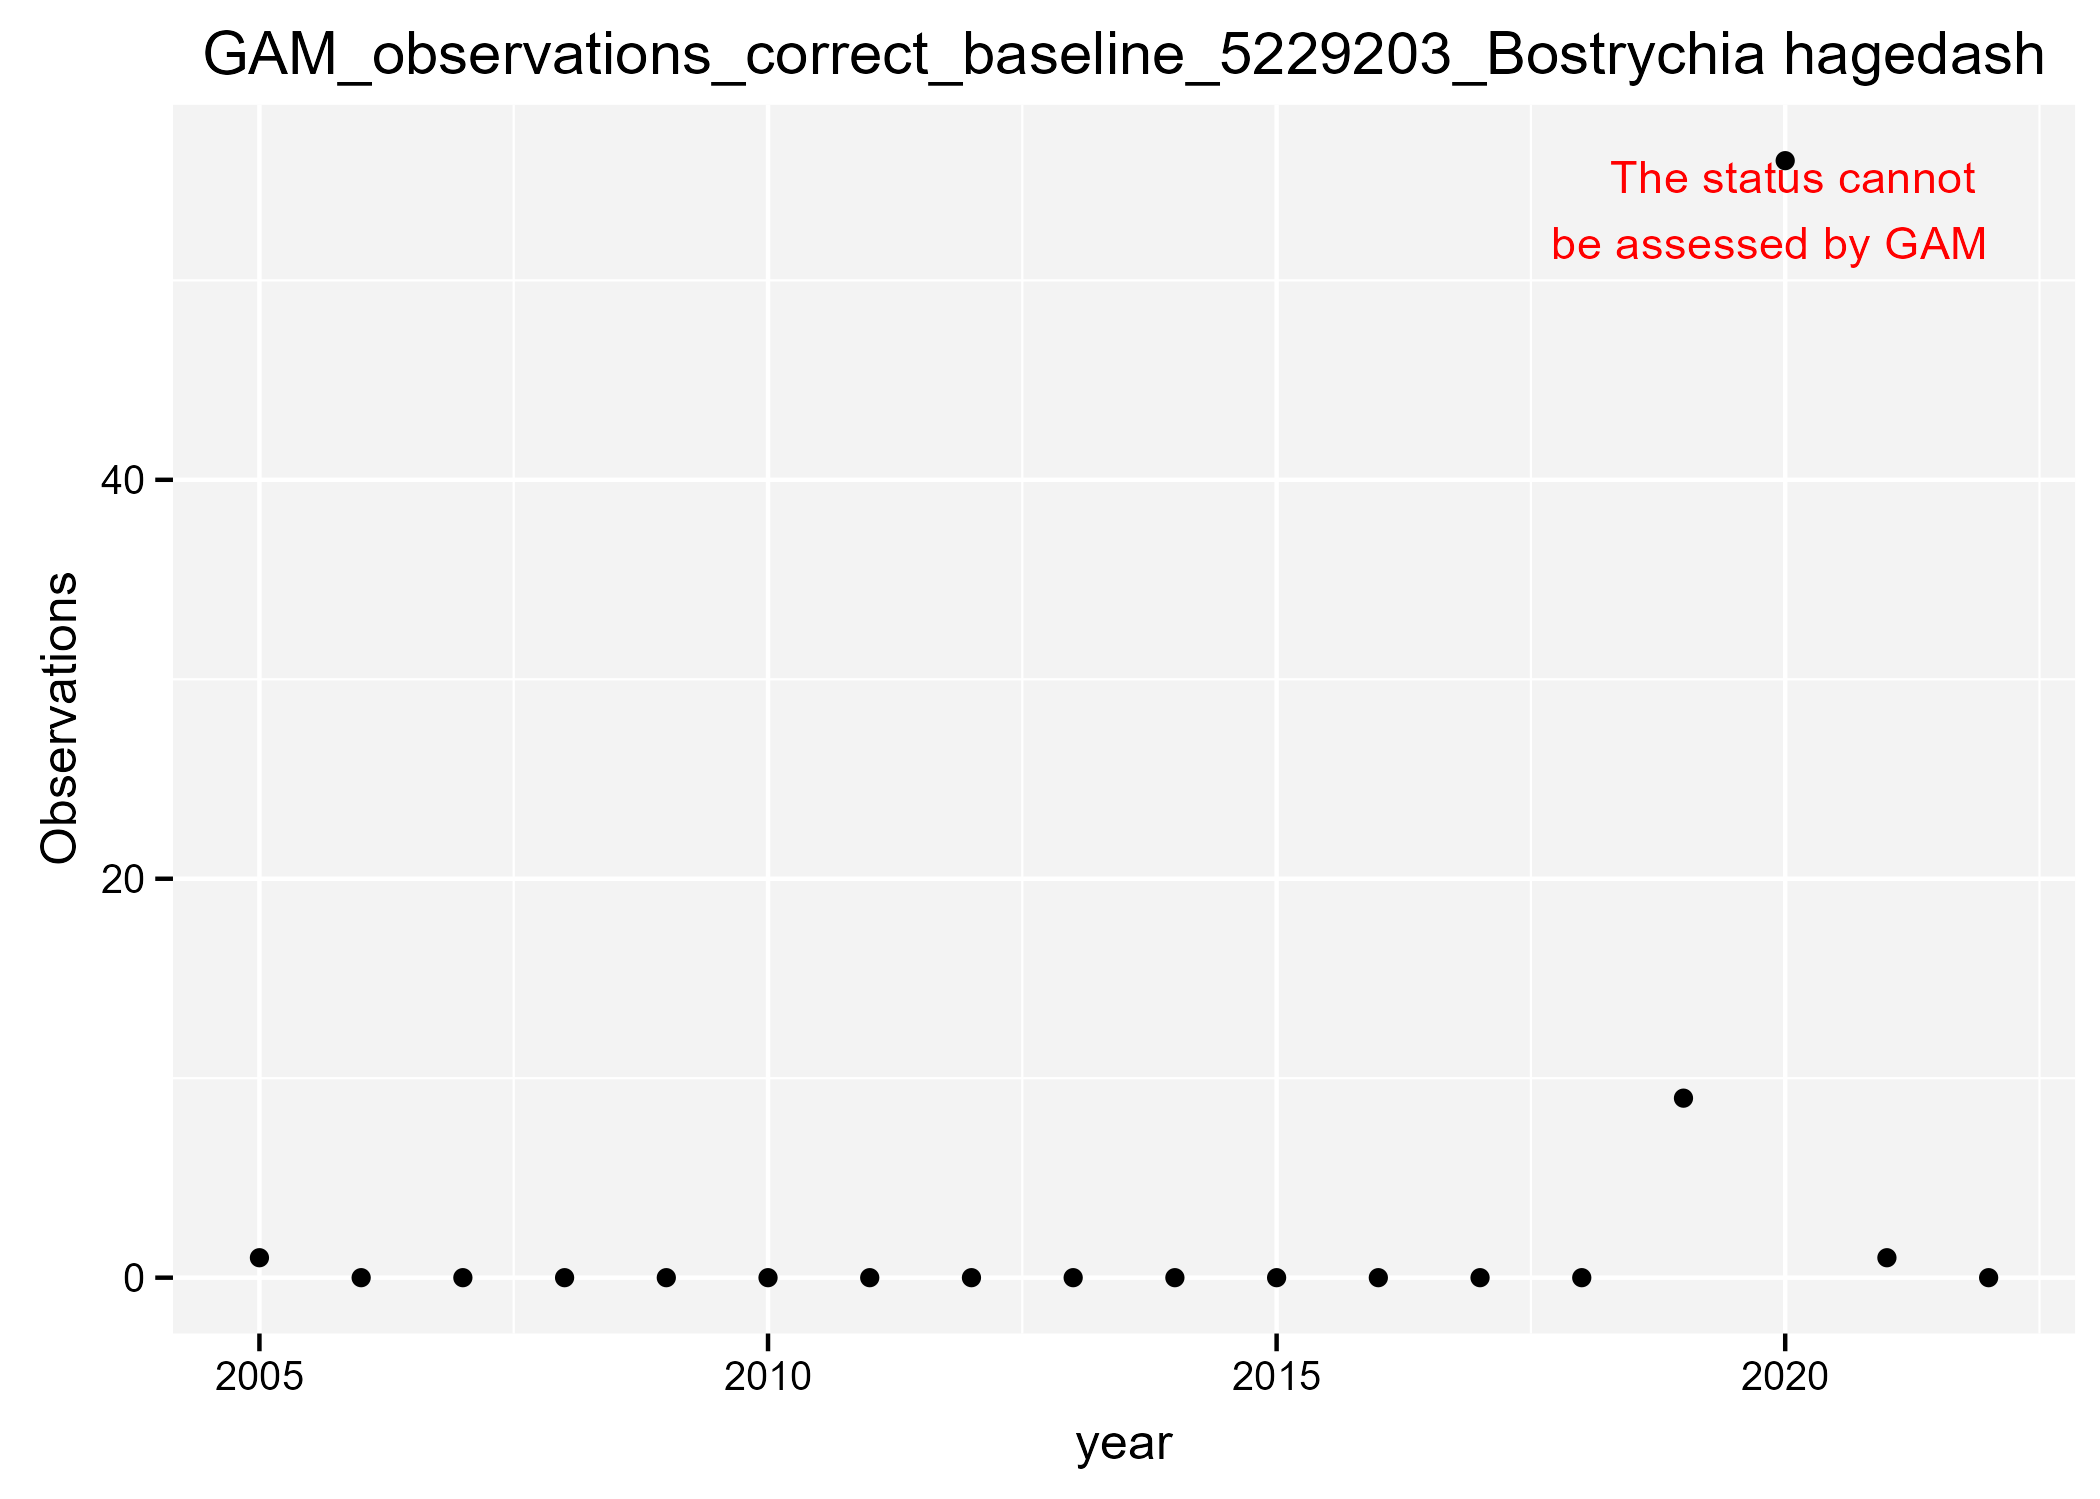 GAM_observations_correct_baseline_5229203_Bostrychia hagedash
The status cannot
be assessed by GAM
40
20
0
Observations
2005 2010 2015 2020
year